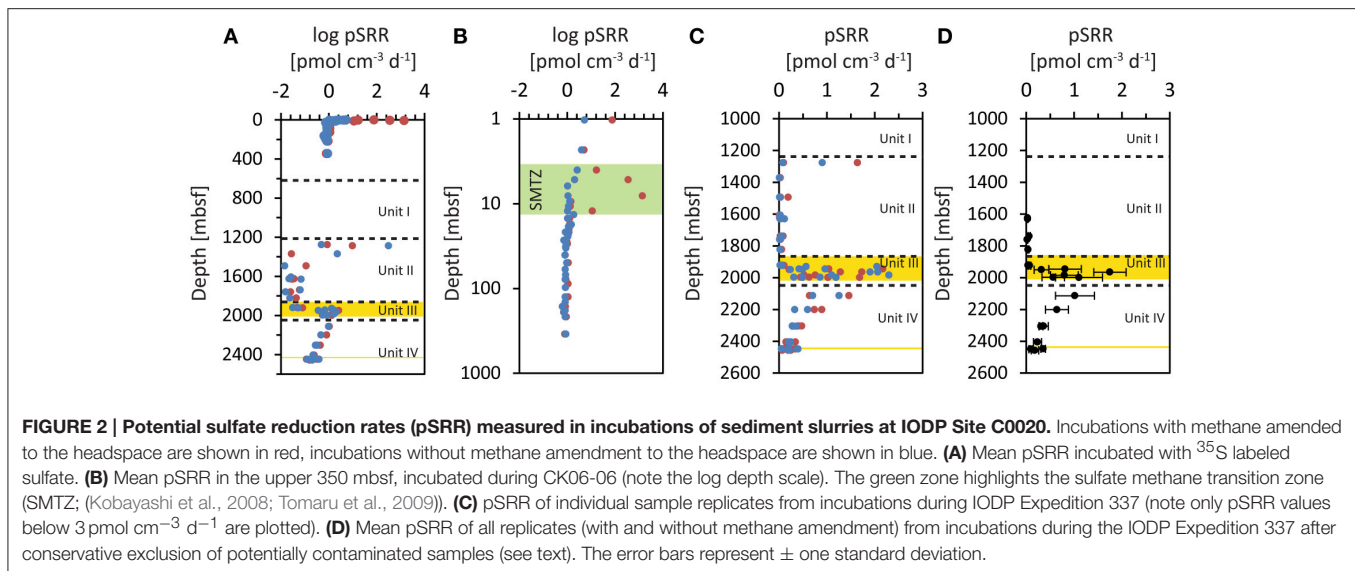 A
log pSRR
[pmol cm⁻³ d⁻¹]
-2 0 2 4
Depth [mbsf]
0
400
800
1200
1600
2000
2400
Unit I
Unit II
Unit III
Unit IV
B
log pSRR
[pmol cm⁻³ d⁻¹]
-2 0 2 4
Depth [mbsf]
1
10
100
1000
SMTZ
C
pSRR
[pmol cm⁻³ d⁻¹]
0 1 2 3
Depth [mbsf]
1000
1200
1400
1600
1800
2000
2200
2400
2600
Unit I
Unit II
Unit III
Unit IV
D
pSRR
[pmol cm⁻³ d⁻¹]
0 1 2 3
Depth [mbsf]
1000
1200
1400
1600
1800
2000
2200
2400
2600
Unit I
Unit II
Unit III
Unit IV
FIGURE 2 | Potential sulfate reduction rates (pSRR) measured in incubations of sediment slurries at IODP Site C0020. Incubations with methane amended
to the headspace are shown in red, incubations without methane amendment to the headspace are shown in blue. (A) Mean pSRR incubated with ³⁵S labeled
sulfate. (B) Mean pSRR in the upper 350 mbsf, incubated during CK06-06 (note the log depth scale). The green zone highlights the sulfate methane transition zone
(SMTZ; (Kobayashi et al., 2008; Tomaru et al., 2009)). (C) pSRR of individual sample replicates from incubations during IODP Expedition 337 (note only pSRR values
below 3 pmol cm⁻³ d⁻¹ are plotted). (D) Mean pSRR of all replicates (with and without methane amendment) from incubations during the IODP Expedition 337 after
conservative exclusion of potentially contaminated samples (see text). The error bars represent ± one standard deviation.